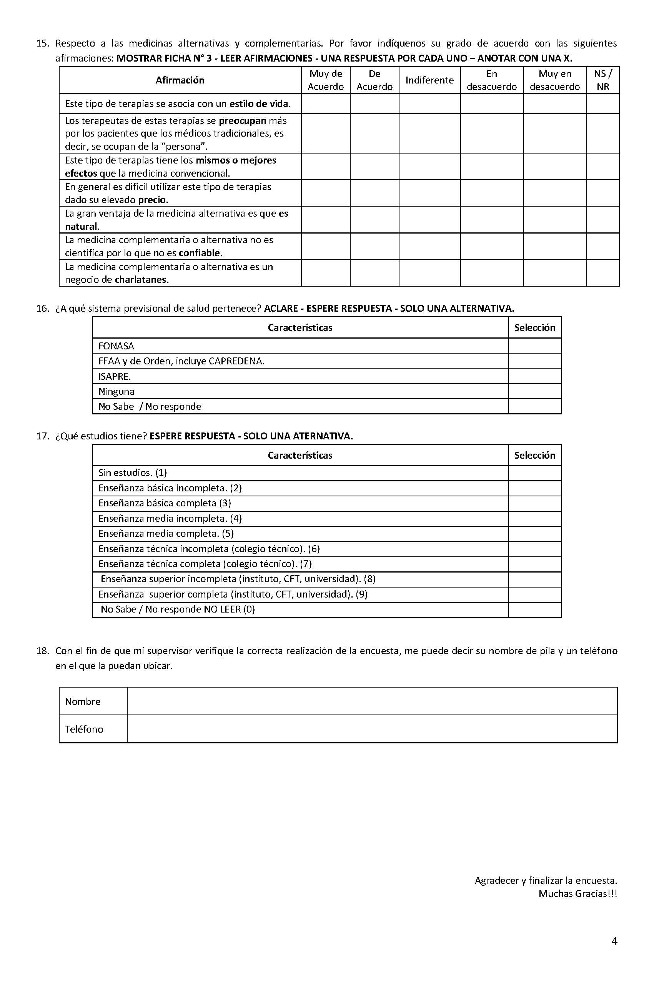 15. Respecto a las medicinas alternativas y complementarias. Por favor indíquenos su grado de acuerdo con las siguientes
afirmaciones: MOSTRAR FICHA N° 3 - LEER AFIRMACIONES - UNA RESPUESTA POR CADA UNO – ANOTAR CON UNA X.
Afirmación
Muy de
Acuerdo
De
Acuerdo
Indiferente
En
desacuerdo
Muy en
desacuerdo
NS /
NR
Este tipo de terapias se asocia con un estilo de vida.
Los terapeutas de estas terapias se preocupan más
por los pacientes que los médicos tradicionales, es
decir, se ocupan de la “persona”.
Este tipo de terapias tiene los mismos o mejores
efectos que la medicina convencional.
En general es difícil utilizar este tipo de terapias
dado su elevado precio.
La gran ventaja de la medicina alternativa es que es
natural.
La medicina complementaria o alternativa no es
científica por lo que no es confiable.
La medicina complementaria o alternativa es un
negocio de charlatanes.
16. ¿A qué sistema previsional de salud pertenece? ACLARE - ESPERE RESPUESTA - SOLO UNA ALTERNATIVA.
Características Selección
FONASA
FFAA y de Orden, incluye CAPREDENA.
ISAPRE.
Ninguna
No Sabe / No responde
17. ¿Qué estudios tiene? ESPERE RESPUESTA - SOLO UNA ATERNATIVA.
Características Selección
Sin estudios. (1)
Enseñanza básica incompleta. (2)
Enseñanza básica completa (3)
Enseñanza media incompleta. (4)
Enseñanza media completa. (5)
Enseñanza técnica incompleta (colegio técnico). (6)
Enseñanza técnica completa (colegio técnico). (7)
Enseñanza superior incompleta (instituto, CFT, universidad). (8)
Enseñanza superior completa (instituto, CFT, universidad). (9)
No Sabe / No responde NO LEER (0)
18. Con el fin de que mi supervisor verifique la correcta realización de la encuesta, me puede decir su nombre de pila y un teléfono
en el que la puedan ubicar.
Nombre
Teléfono
Agradecer y finalizar la encuesta.
Muchas Gracias!!!
4